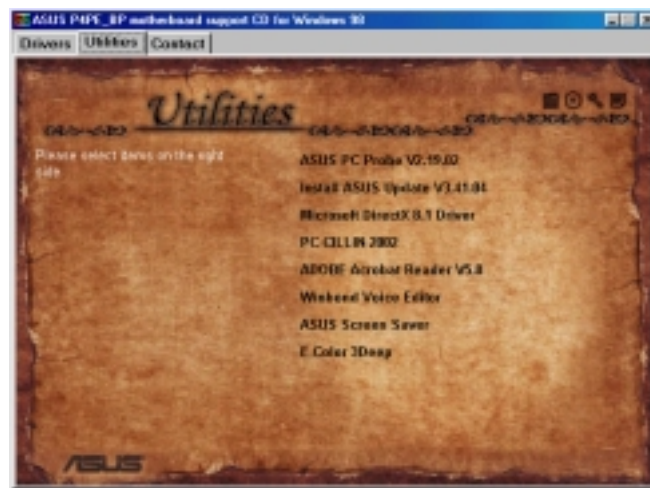 ASUS P4PE_BP motherboard support CD for Windows 98
Drivers Utilities Contact
Utilities
Please select items on the right side
ASUS PC Probe V2.19.02
Install ASUS Update V3.41.04
Microsoft DirectX 8.1 Driver
PC-CILLIN 2002
ADOBE Acrobat Reader V5.0
Winbond Voice Editor
ASUS Screen Saver
E-Color 3Deep
ASUS